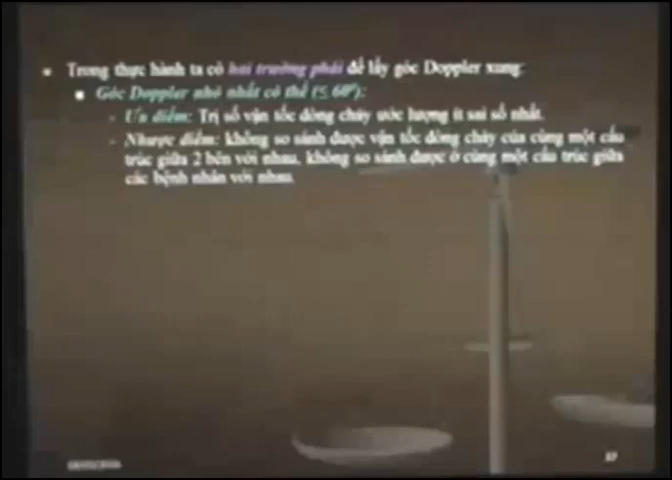 Trong thực hành ta có hai trường phái để lấy góc Doppler xung:
Góc Doppler nhỏ nhất có thể (≤ 60º):
- Ưu điểm: Trị số vận tốc dòng chảy ước lượng ít sai số nhất.
- Nhược điểm: không so sánh được vận tốc dòng chảy của cùng một cấu
trúc giữa 2 bên với nhau, không so sánh được ở cùng một cấu trúc giữa
các bệnh nhân với nhau.